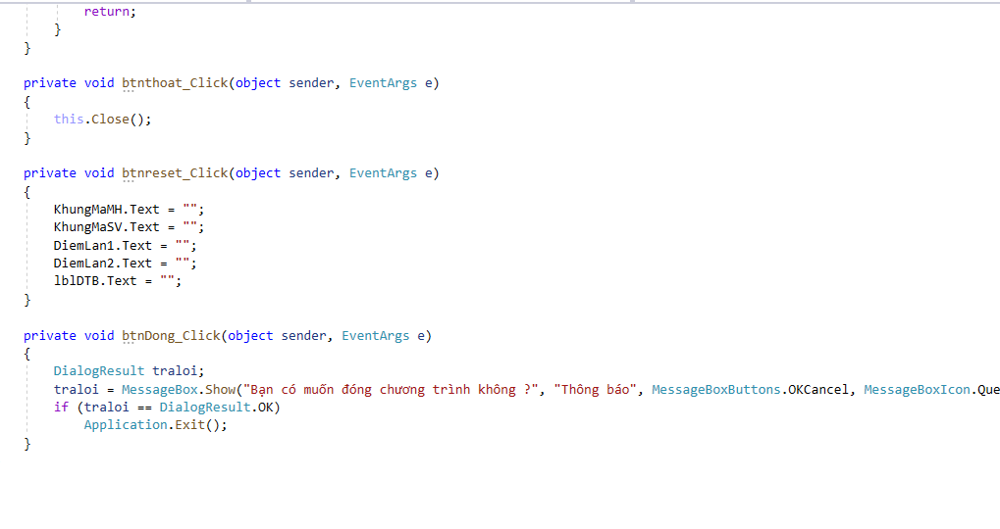 return;
}
}
private void btnthoat_Click(object sender, EventArgs e)
{
this.Close();
}
private void btnreset_Click(object sender, EventArgs e)
{
KhungMaMH.Text = "";
KhungMaSV.Text = "";
DiemLan1.Text = "";
DiemLan2.Text = "";
lblDTB.Text = "";
}
private void btnDong_Click(object sender, EventArgs e)
{
DialogResult traloi;
traloi = MessageBox.Show("Bạn có muốn đóng chương trình không ?", "Thông báo", MessageBoxButtons.OKCancel, MessageBoxIcon.Que
if (traloi == DialogResult.OK)
Application.Exit();
}